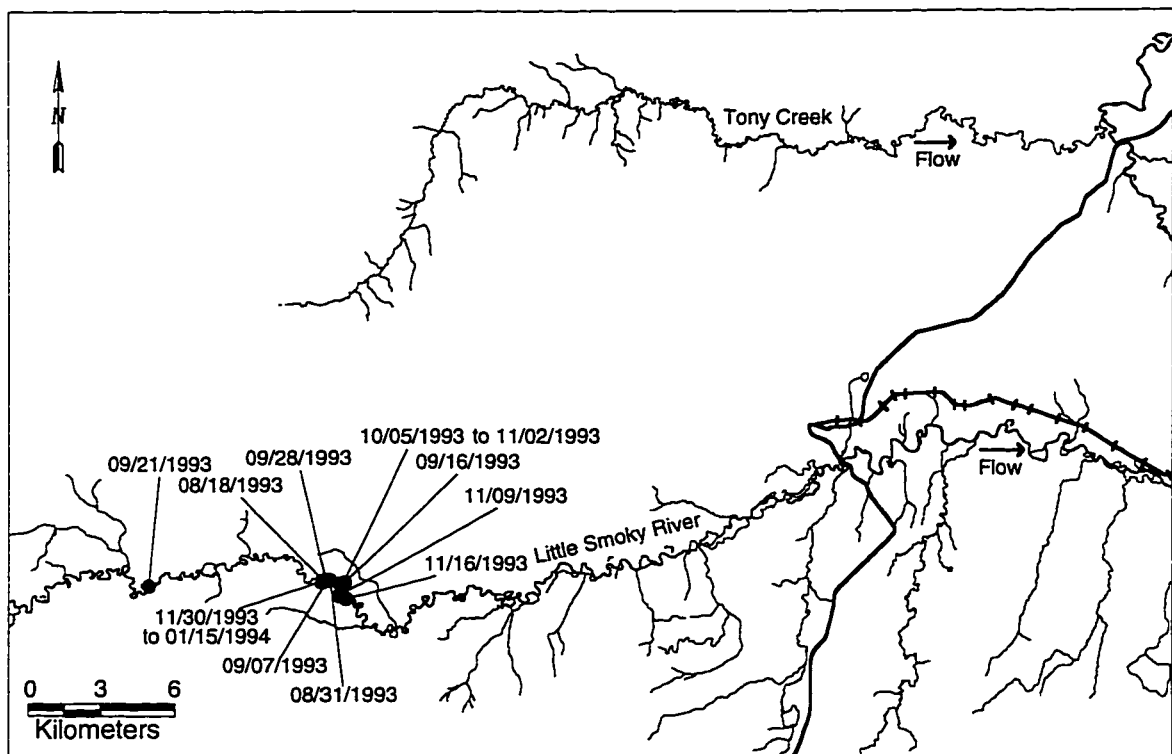 N
Tony Creek
Flow
10/05/1993 to 11/02/1993
09/21/1993
09/28/1993
09/16/1993
08/18/1993
11/09/1993
Flow
Little Smoky River
11/16/1993
11/30/1993
to 01/15/1994
09/07/1993
08/31/1993
0 3 6
Kilometers